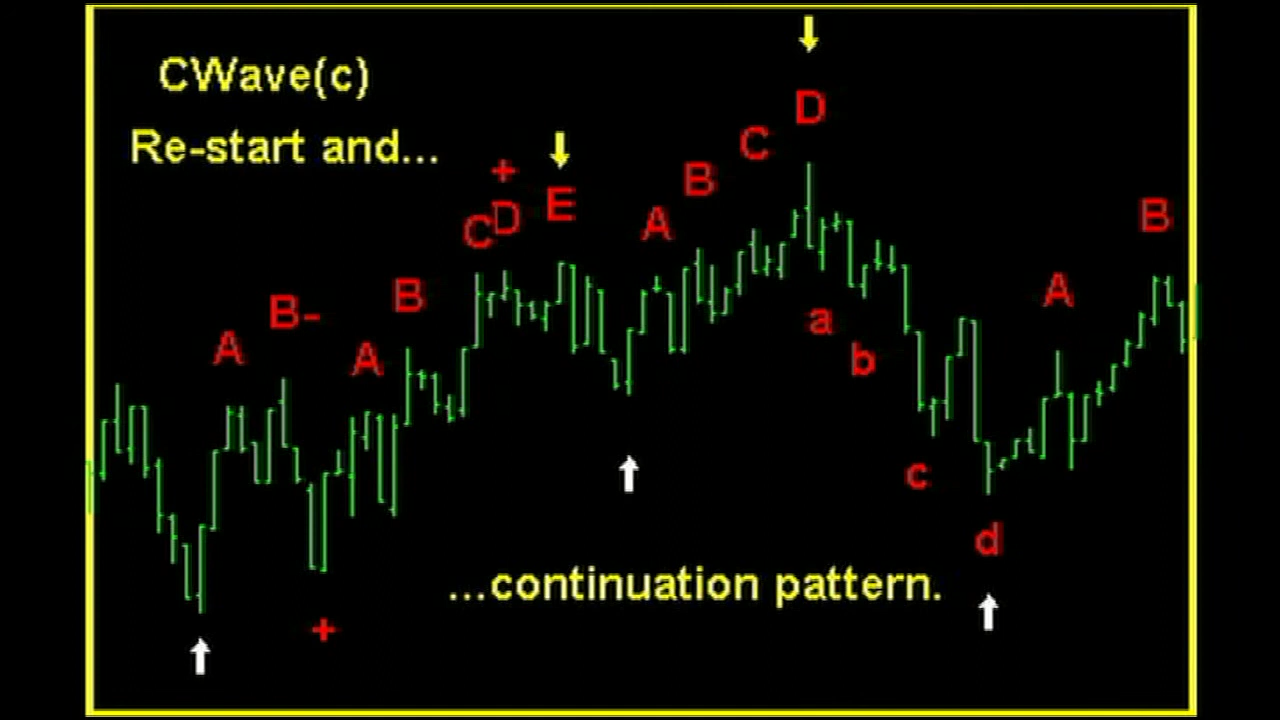 CWave(c)
Re-start and...
D
C
B
+
E
D
C
A
B
B
A
B-
B
A
A
a
b
c
d
...continuation pattern.
+